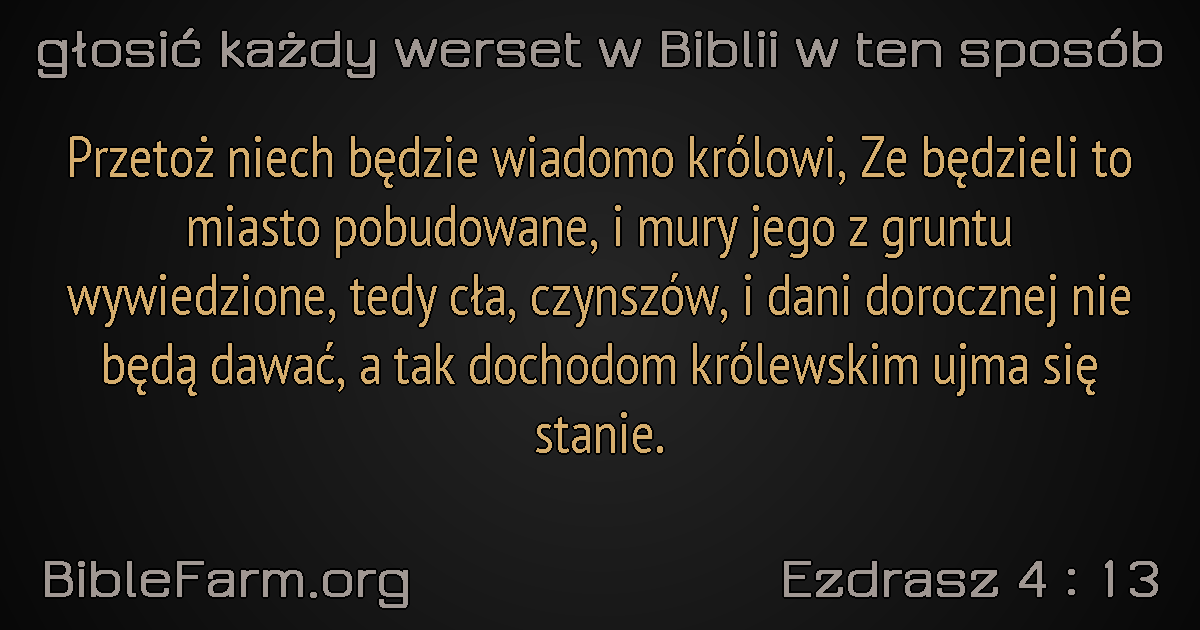 głosić każdy werset w Biblii w ten sposób
Przetoż niech będzie wiadomo królowi, Ze będzieli to
miasto pobudowane, i mury jego z gruntu
wywiedzione, tedy cła, czynszów, i dani dorocznej nie
będą dawać, a tak dochodom królewskim ujma się
stanie.
BibleFarm.org
Ezdrasz 4 : 13